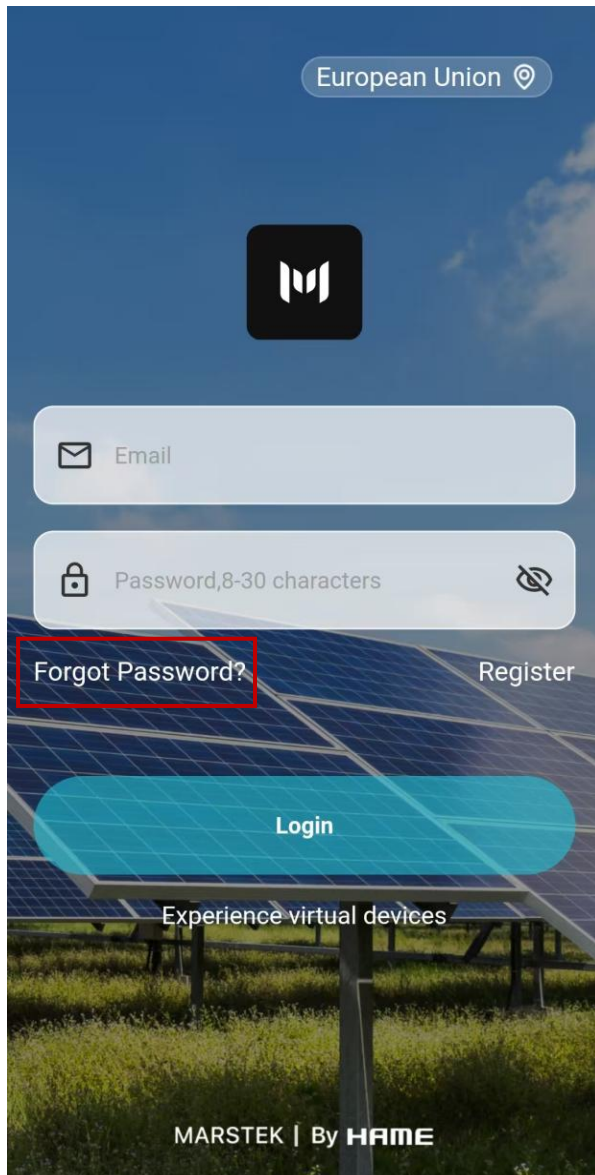 European Union
Email
Password,8-30 characters
Forgot Password?
Register
Login
Experience virtual devices
MARSTEK | By HAME